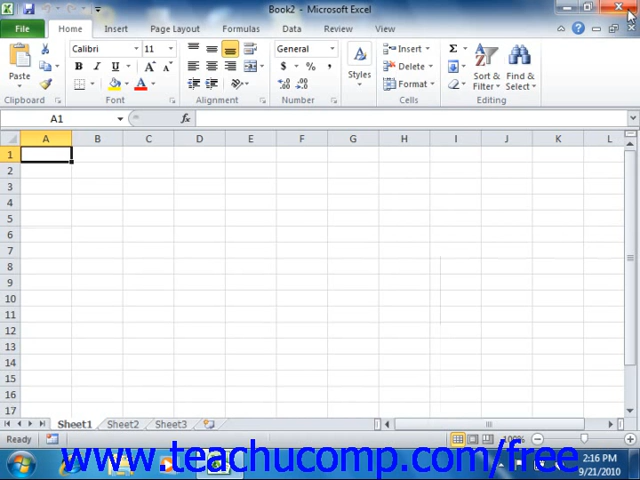 Book2 - Microsoft Excel
File Home Insert Page Layout Formulas Data Review View
Calibri 11 General Insert Σ
Paste B I U A $ % , Styles Delete Sort & Filter Find & Select
Format
Clipboard Font Alignment Number Cells Editing
A1 fx
A B C D E F G H I J K L
1
2
3
4
5
6
7
8
9
10
11
12
13
14
15
16
17
Sheet1 Sheet2 Sheet3
Ready 100%
www.teachucomp.com/free
2:16 PM
9/21/2010